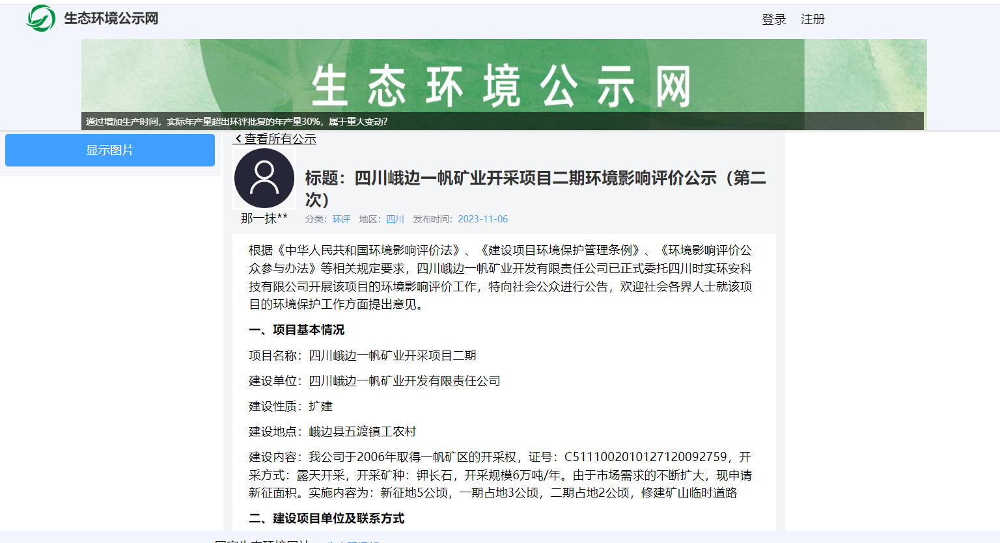 生态环境公示网
登录 注册
生态环境公示网
通过增加生产时间，实际年产量超出环评批复的年产量30%，属于重大变动？
显示图片
查看所有公示
标题：四川峨边一帆矿业开采项目二期环境影响评价公示（第二
次）
那一抹**
分类：环评 地区：四川 发布时间：2023-11-06
根据《中华人民共和国环境影响评价法》、《建设项目环境保护管理条例》、《环境影响评价公
众参与办法》等相关规定要求，四川峨边一帆矿业开发有限责任公司已正式委托四川时实环安科
技有限公司开展该项目的环境影响评价工作，特向社会公众进行公告，欢迎社会各界人士就该项
目的环境保护工作方面提出意见。
一、项目基本情况
项目名称：四川峨边一帆矿业开采项目二期
建设单位：四川峨边一帆矿业开发有限责任公司
建设性质：扩建
建设地点：峨边县五渡镇工农村
建设内容：我公司于2006年取得一帆矿区的开采权，证号：C5111002010127120092759，开
采方式：露天开采，开采矿种：钾长石，开采规模6万吨/年。由于市场需求的不断扩大，现申请
新征面积。实施内容为：新征地5公顷，一期占地3公顷，二期占地2公顷，修建矿山临时道路
二、建设项目单位及联系方式